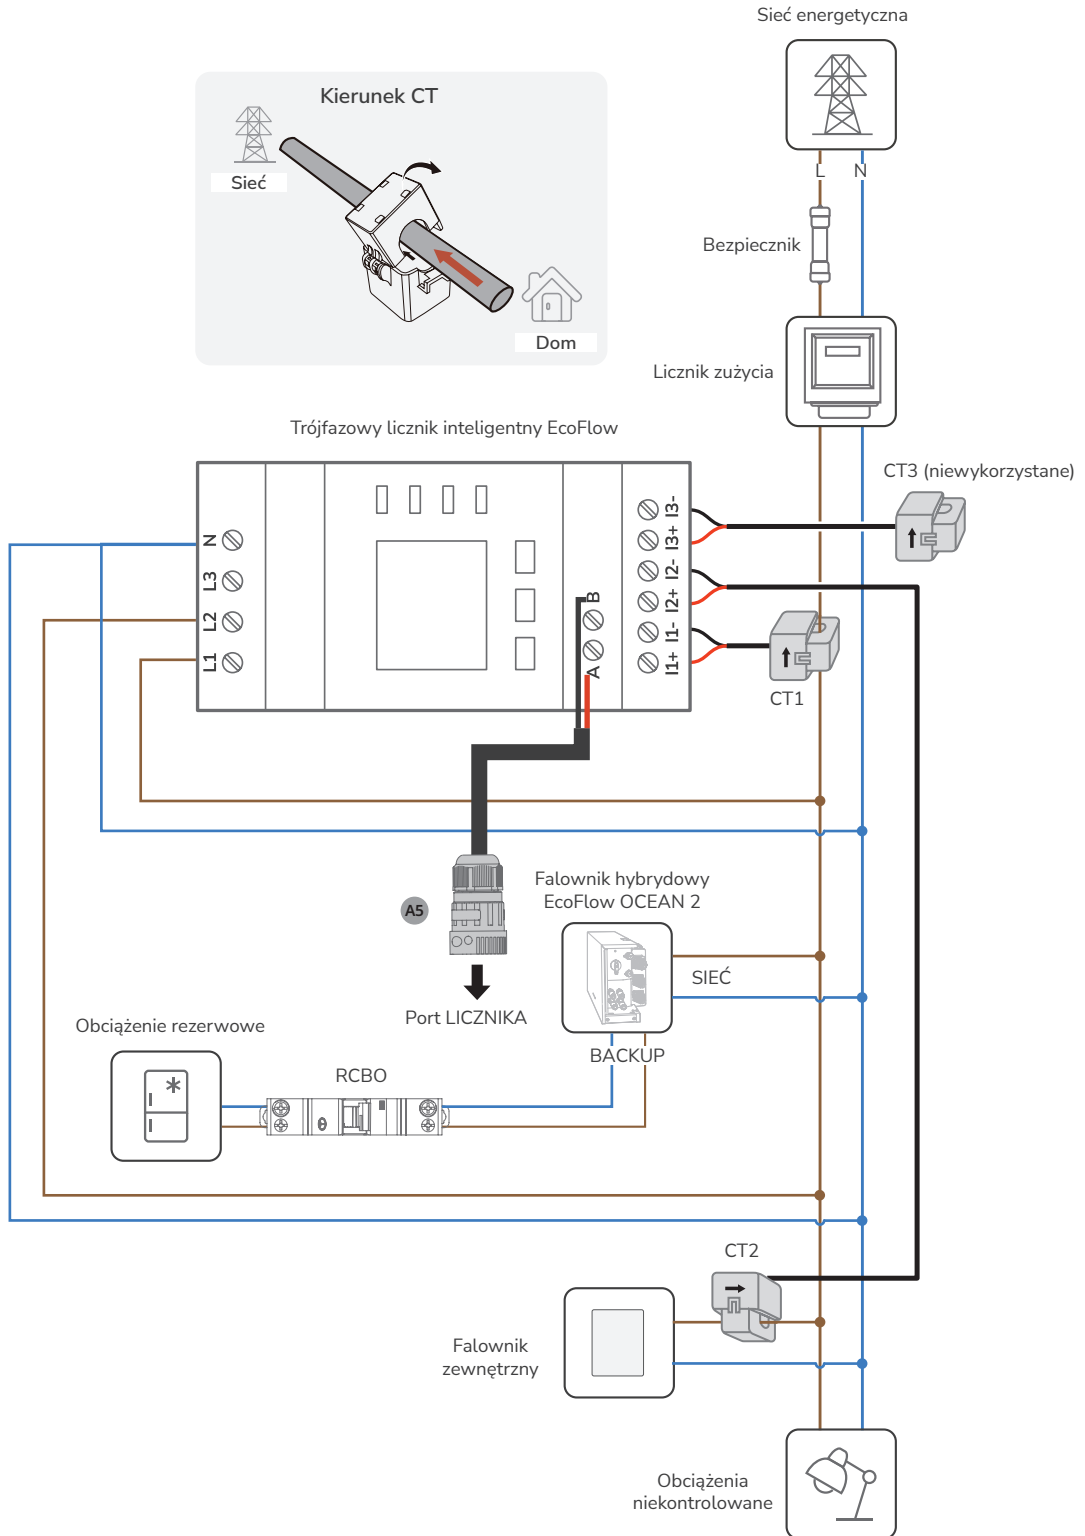 Sieć energetyczna
Kierunek CT
Sieć
Dom
L
N
Bezpiecznik
Licznik zużycia
Trójfazowy licznik inteligentny EcoFlow
CT3 (niewykorzystane)
N
L3
L2
L1
I3-
I3+
I2-
I2+
I1-
I1+
B
A
CT1
A5
Falownik hybrydowy
EcoFlow OCEAN 2
SIEĆ
Port LICZNIKA
BACKUP
Obciążenie rezerwowe
RCBO
CT2
Falownik
zewnętrzny
Obciążenia
niekontrolowane